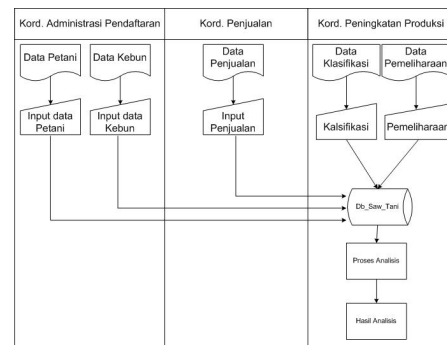 Kord. Administrasi Pendaftaran
Kord. Penjualan
Kord. Peningkatan Produksi
Data Petani
Data Kebun
Data
Penjualan
Data
Klasifikasi
Data
Pemeliharaan
Input data
Petani
Input data
Kebun
Input
Penjualan
Kalsifikasi
Pemeliharaan
Db_Saw_Tani
Proses Analisis
Hasil Analisis